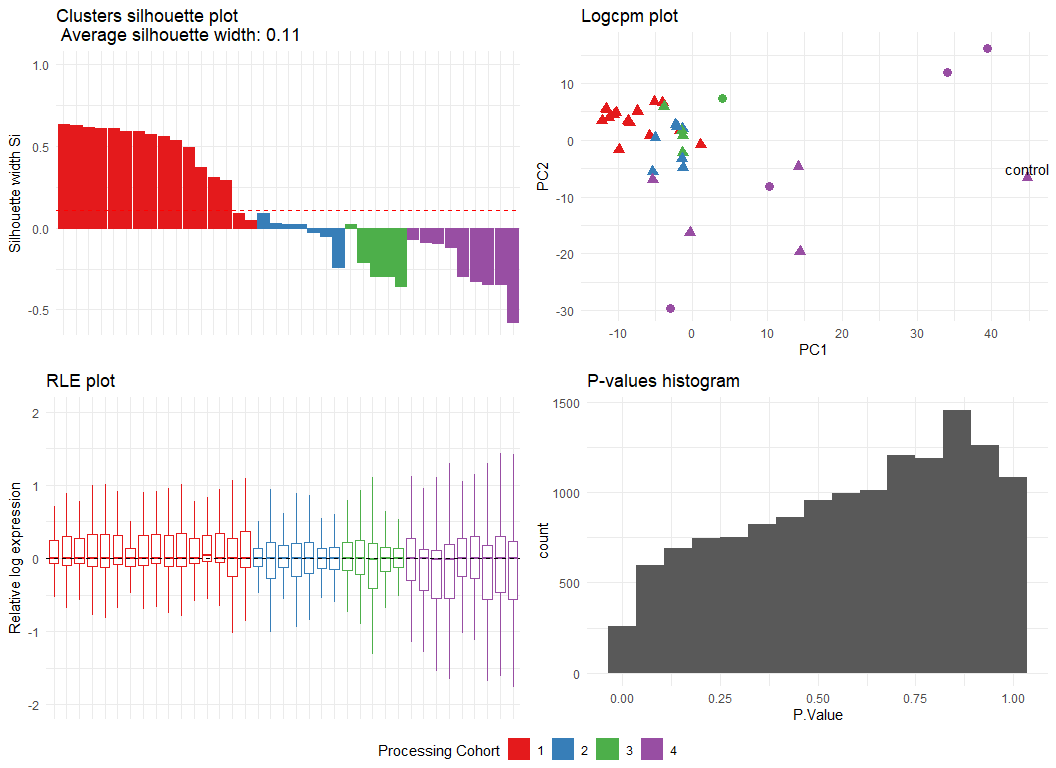 Clusters silhouette plot
Average silhouette width: 0.11
1.0
0.5
0.0
-0.5
Silhouette width Si
Logcpm plot
10
0
-10
-20
-30
PC2
control
-10 0 10 20 30 40
PC1
RLE plot
2
1
0
-1
-2
Relative log expression
P-values histogram
1500
1000
500
0
count
0.00 0.25 0.50 0.75 1.00
P.Value
Processing Cohort 1 2 3 4